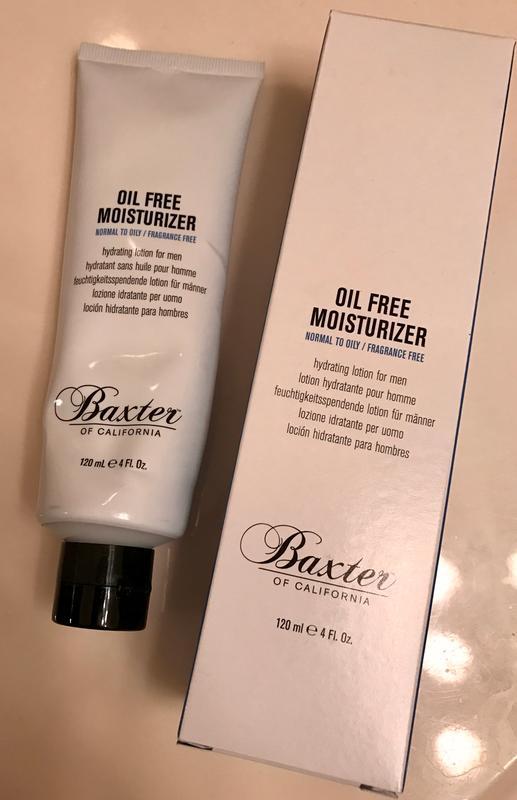 OIL FREE
MOISTURIZER
NORMAL TO OILY / FRAGRANCE FREE
hydrating lotion for men
hydratant sans huile pour homme
feuchtigkeitsspendende lotion für männer
lozione idratante per uomo
loción hidratante para hombres
Baxter
OF CALIFORNIA
120 mL ℮ 4 Fl. Oz.
OIL FREE
MOISTURIZER
NORMAL TO OILY / FRAGRANCE FREE
hydrating lotion for men
lotion hydratante pour homme
feuchtigkeitsspendende lotion für männer
lozione idratante per uomo
loción hidratante para hombres
Baxter
OF CALIFORNIA
120 ml ℮ 4 Fl. Oz.